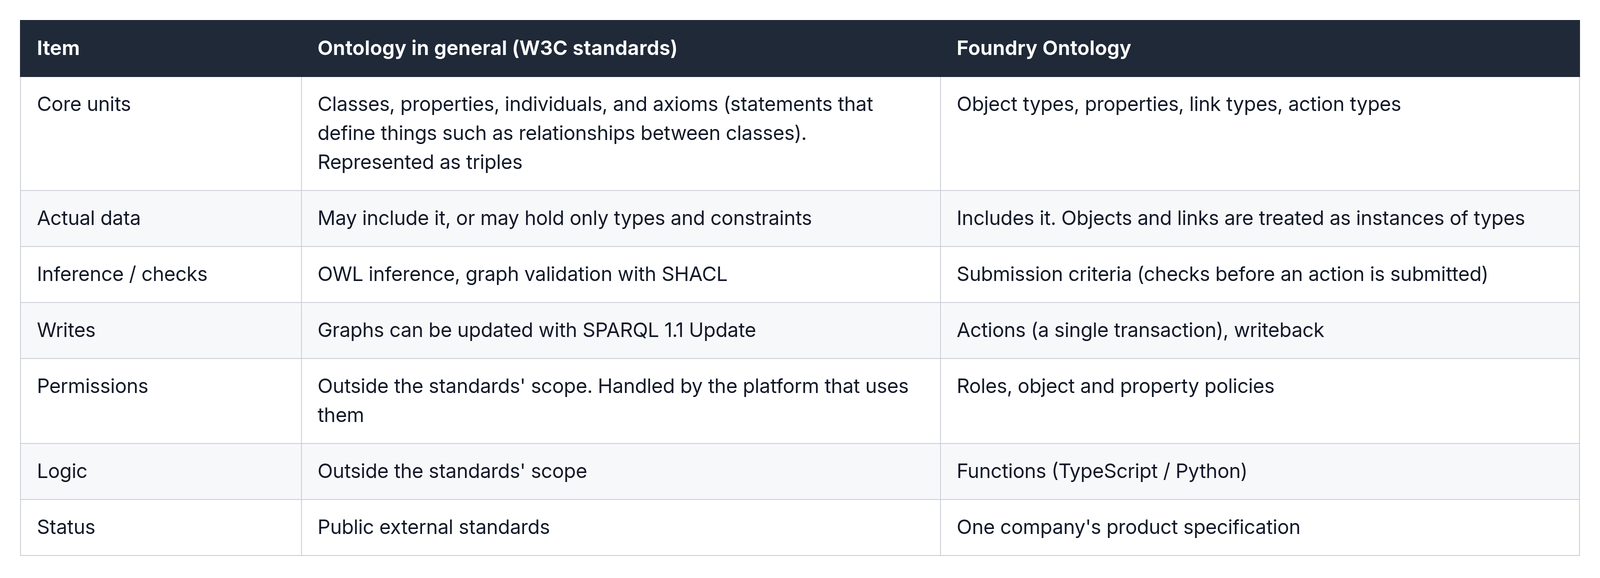 Item
Ontology in general (W3C standards)
Foundry Ontology
Core units
Classes, properties, individuals, and axioms (statements that
define things such as relationships between classes).
Represented as triples
Object types, properties, link types, action types
Actual data
May include it, or may hold only types and constraints
Includes it. Objects and links are treated as instances of types
Inference / checks
OWL inference, graph validation with SHACL
Submission criteria (checks before an action is submitted)
Writes
Graphs can be updated with SPARQL 1.1 Update
Actions (a single transaction), writeback
Permissions
Outside the standards' scope. Handled by the platform that uses
them
Roles, object and property policies
Logic
Outside the standards' scope
Functions (TypeScript / Python)
Status
Public external standards
One company's product specification